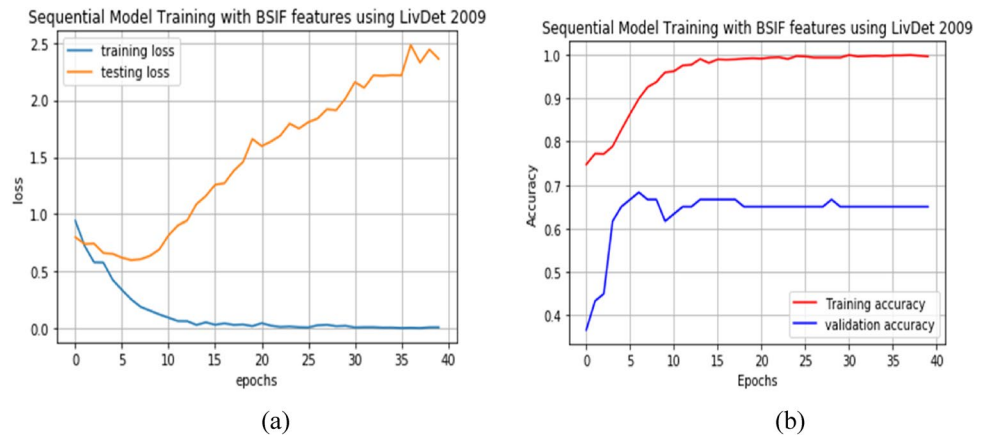 Sequential Model Training with BSIF features using LivDet 2009
training loss
testing loss
2.5
2.0
1.5
1.0
0.5
0.0
loss
0 5 10 15 20 25 30 35 40
epochs
(a)
Sequential Model Training with BSIF features using LivDet 2009
1.0
0.9
0.8
0.7
0.6
0.5
0.4
Accuracy
Training accuracy
validation accuracy
0 5 10 15 20 25 30 35 40
Epochs
(b)